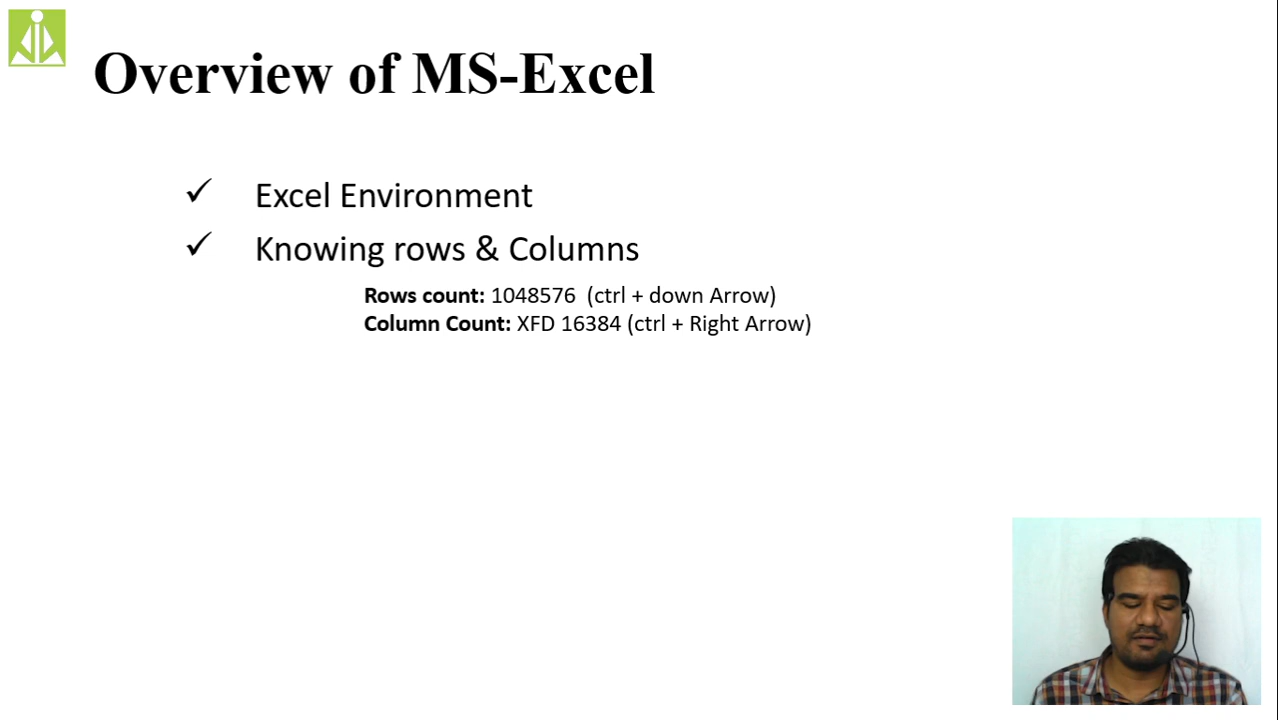 Overview of MS-Excel
✓ Excel Environment
✓ Knowing rows & Columns
Rows count: 1048576 (ctrl + down Arrow)
Column Count: XFD 16384 (ctrl + Right Arrow)